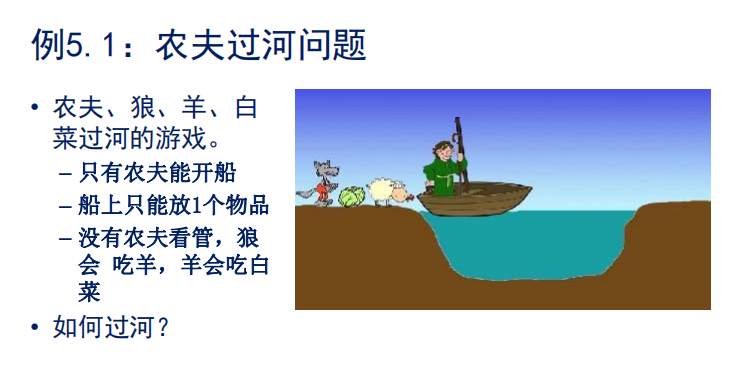 例5.1：农夫过河问题
• 农夫、狼、羊、白
菜过河的游戏。
– 只有农夫能开船
– 船上只能放1个物品
– 没有农夫看管，狼
会 吃羊，羊会吃白
菜
• 如何过河？